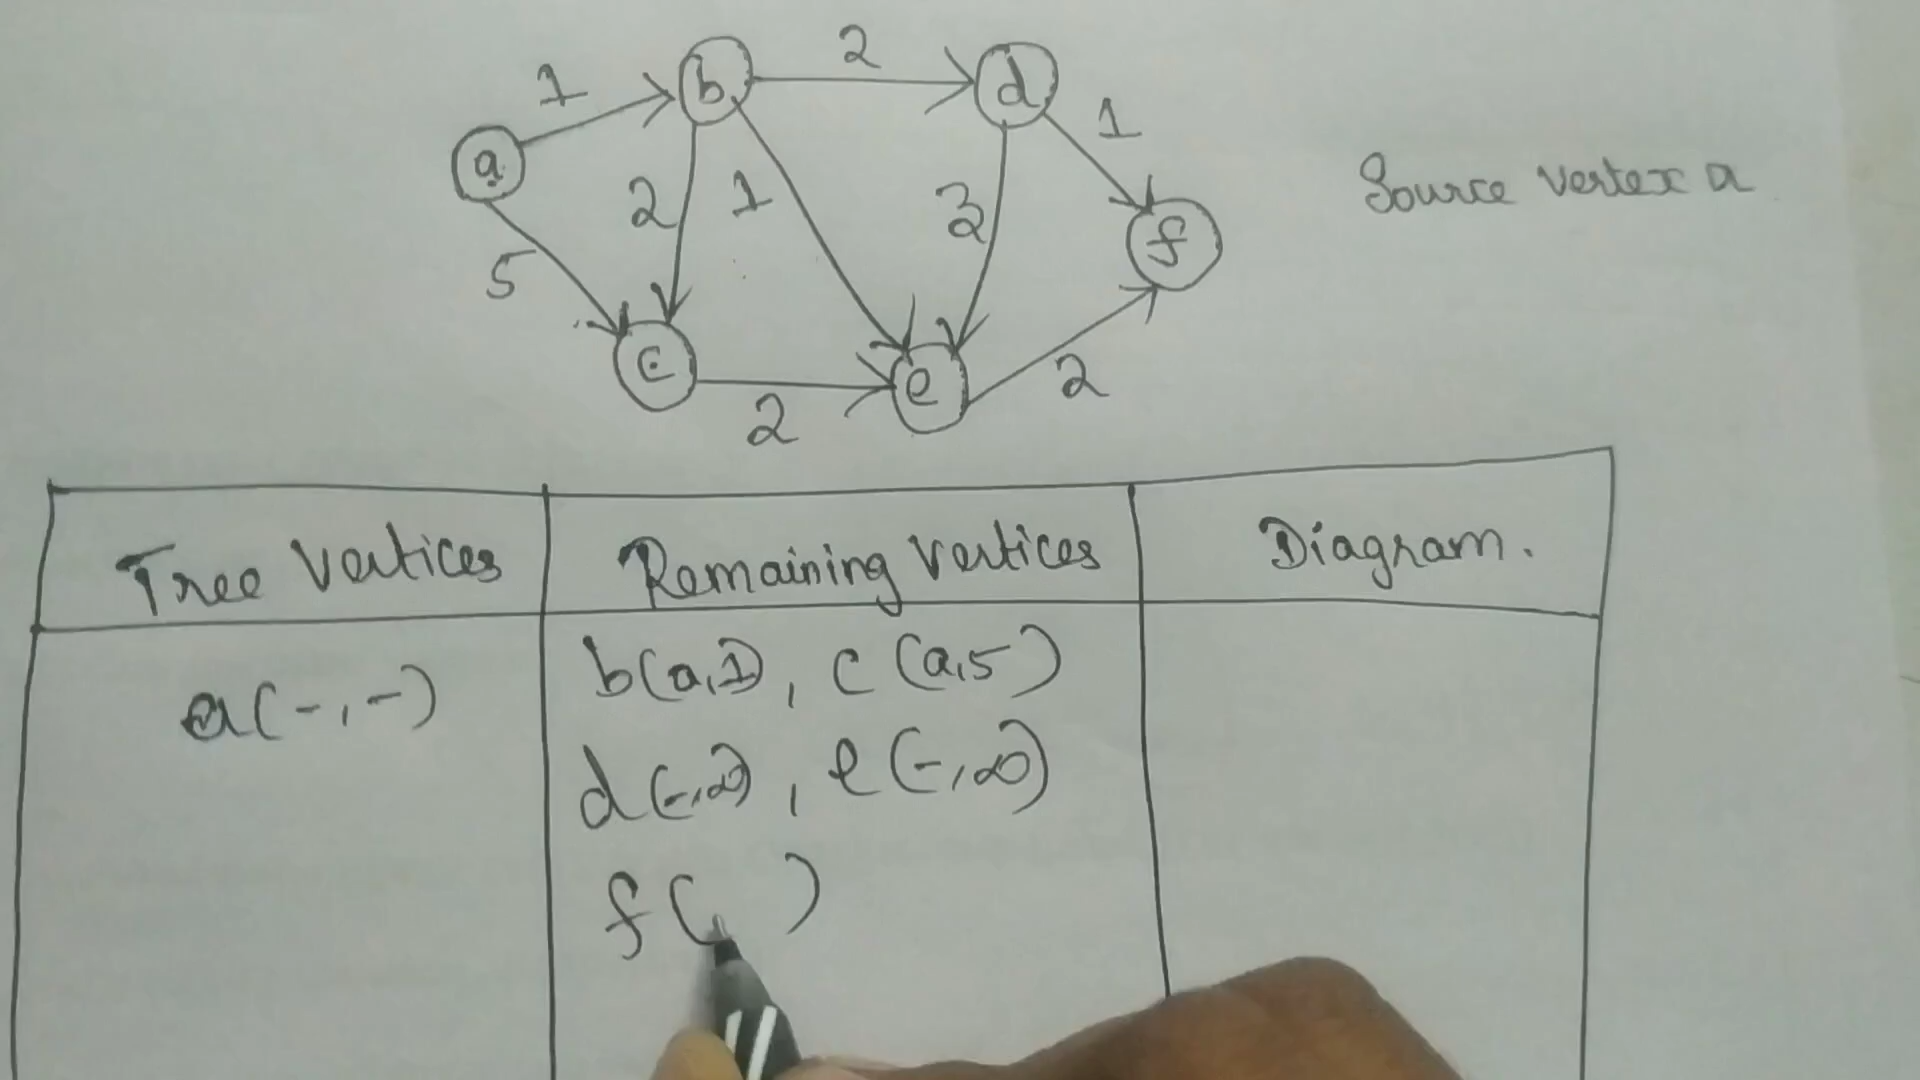 1
b
2
d
1
a
2
1
3
f
Source vertex a
5
c
e
2
2
Tree Vertices
Remaining Vertices
Diagram.
a(-,-)
b(a,1), c(a,5)
d(-,∞), e(-,∞)
f( )